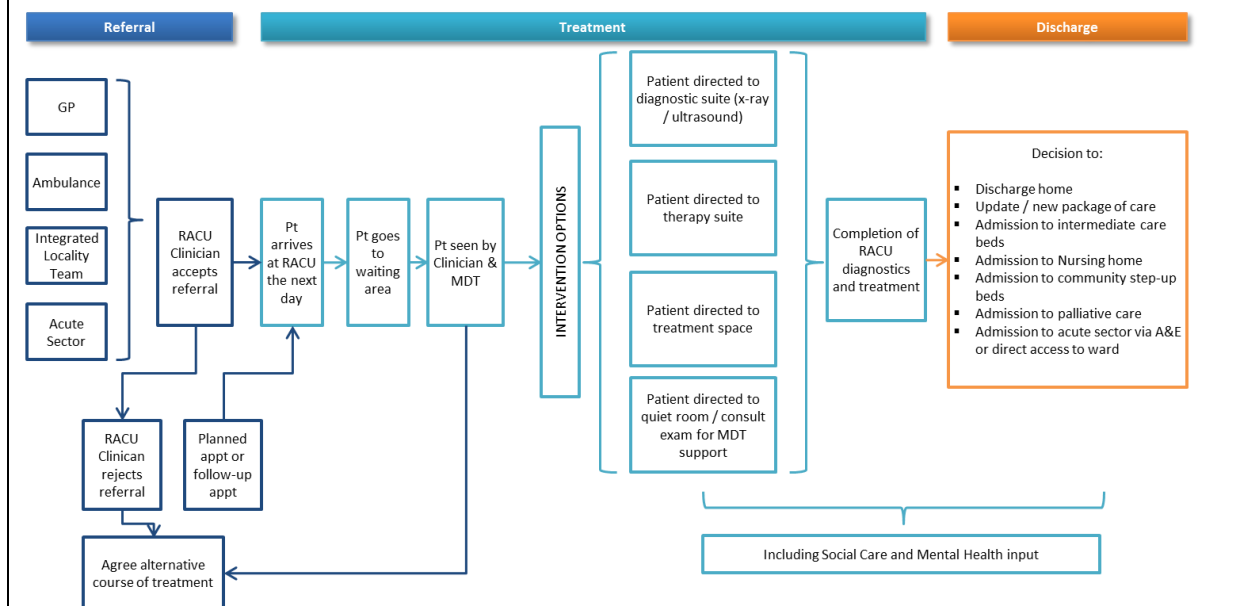 Referral
Treatment
Discharge
GP
Ambulance
Integrated
Locality
Team
Acute
Sector
RACU
Clinician
accepts
referral
Pt
arrives
at RACU
the next
day
Pt goes
to
waiting
area
Pt seen by
Clinician &
MDT
INTERVENTION OPTIONS
Patient directed to
diagnostic suite (x-ray
/ ultrasound)
Patient directed to
therapy suite
Patient directed to
treatment space
Patient directed to
quiet room / consult
exam for MDT
support
Completion of
RACU
diagnostics
and treatment
Decision to:
▪ Discharge home
▪ Update / new package of care
▪ Admission to intermediate care
beds
▪ Admission to Nursing home
▪ Admission to community step-up
beds
▪ Admission to palliative care
▪ Admission to acute sector via A&E
or direct access to ward
RACU
Clinican
rejects
referral
Planned
appt or
follow-up
appt
Agree alternative
course of treatment
Including Social Care and Mental Health input